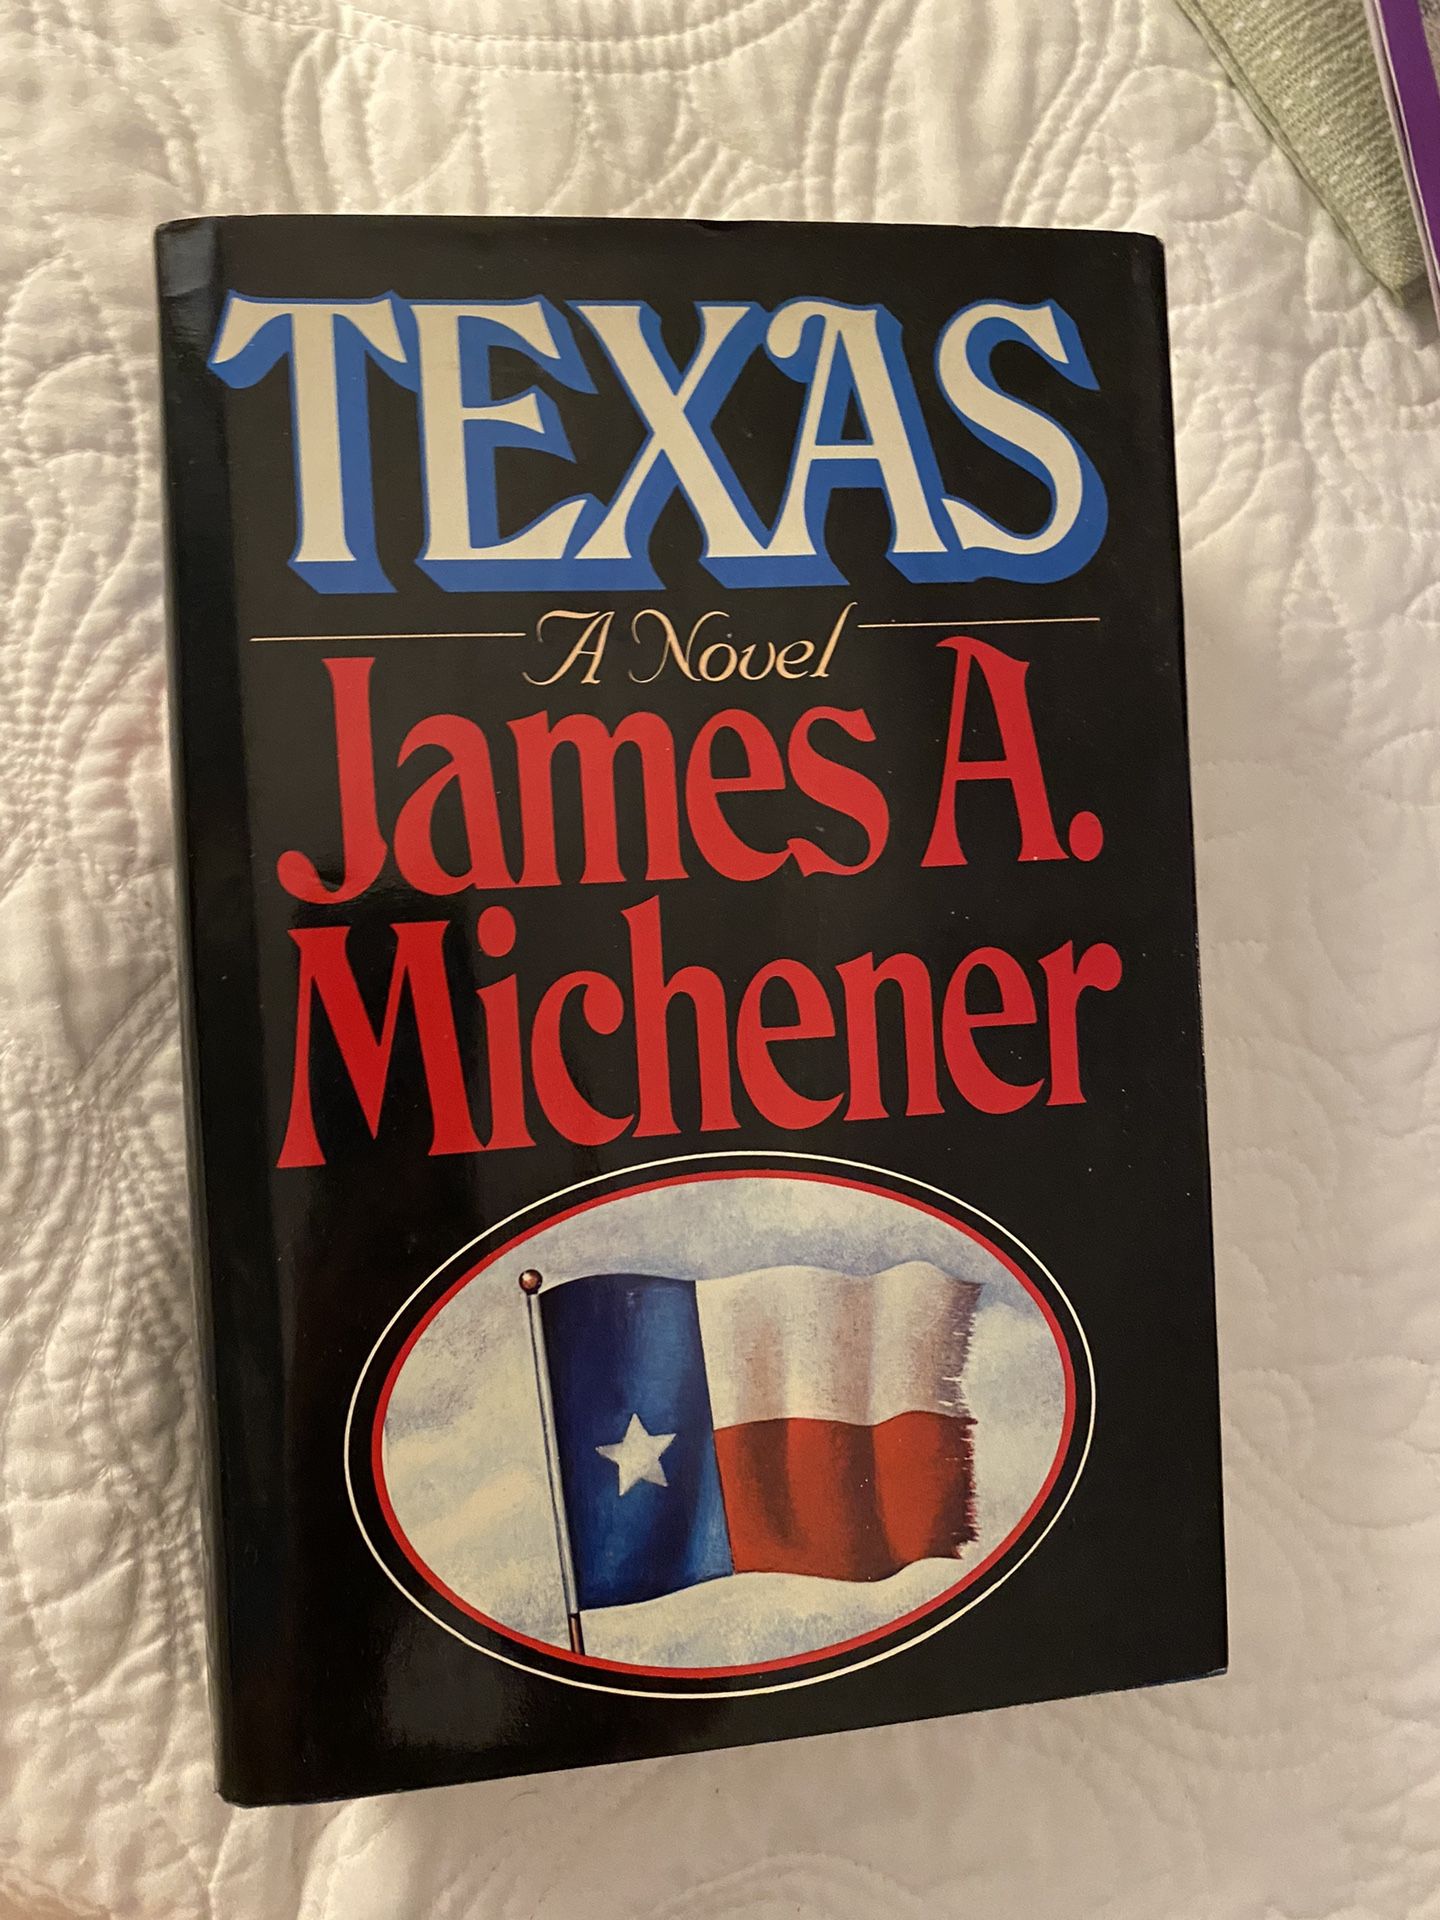 TEXAS
A Novel
James A.
Michener